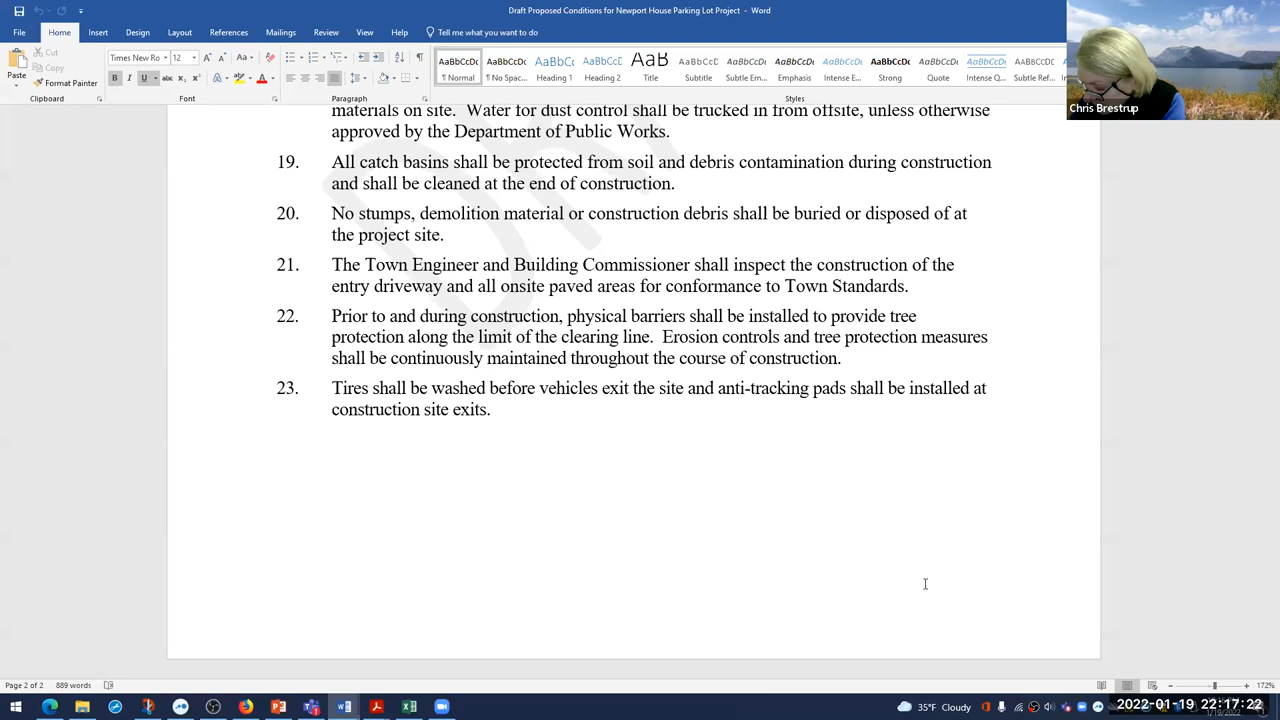 Draft Proposed Conditions for Newport House Parking Lot Project - Word
File Home Insert Design Layout References Mailings Review View Help Tell me what you want to do
Paste
Cut
Copy
Format Painter
Clipboard
Times New Ro 12
Font
Paragraph
AaBbCcDc AaBbCcDc AaBbCc AaBbCcC AaB AaBbCcC AaBbCcDc AaBbCcDc AaBbCcDc AaBbCcDc AaBbCcDc AaBbCcDc AaBbCcDc
¶ Normal ¶ No Spac... Heading 1 Heading 2 Title Subtitle Subtle Em... Emphasis Intense E... Strong Quote Intense Q... Subtle Ref...
Styles
Chris Brestrup
materials on site. Water for dust control shall be trucked in from offsite, unless otherwise
approved by the Department of Public Works.
19. All catch basins shall be protected from soil and debris contamination during construction
and shall be cleaned at the end of construction.
20. No stumps, demolition material or construction debris shall be buried or disposed of at
the project site.
21. The Town Engineer and Building Commissioner shall inspect the construction of the
entry driveway and all onsite paved areas for conformance to Town Standards.
22. Prior to and during construction, physical barriers shall be installed to provide tree
protection along the limit of the clearing line. Erosion controls and tree protection measures
shall be continuously maintained throughout the course of construction.
23. Tires shall be washed before vehicles exit the site and anti-tracking pads shall be installed at
construction site exits.
Page 2 of 2 889 words
172%
35°F Cloudy
2022-01-19 22:17:22
1/19/2022